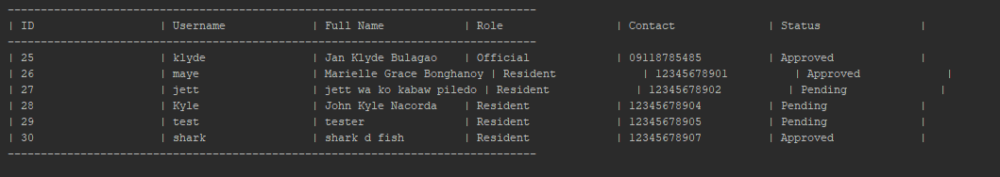 --------------------------------------------------------------------------------
| ID                   | Username             | Full Name            | Role                 | Contact              | Status               |
--------------------------------------------------------------------------------
| 25                   | klyde                | Jan Klyde Bulagao    | Official             | 09118785485          | Approved             |
| 26                   | maye                 | Marielle Grace Bonghanoy | Resident             | 12345678901          | Approved             |
| 27                   | jett                 | jett wa ko kabaw piledo | Resident             | 12345678902          | Pending              |
| 28                   | Kyle                 | John Kyle Nacorda    | Resident             | 12345678904          | Pending              |
| 29                   | test                 | tester               | Resident             | 12345678905          | Pending              |
| 30                   | shark                | shark d fish         | Resident             | 12345678907          | Approved             |
--------------------------------------------------------------------------------